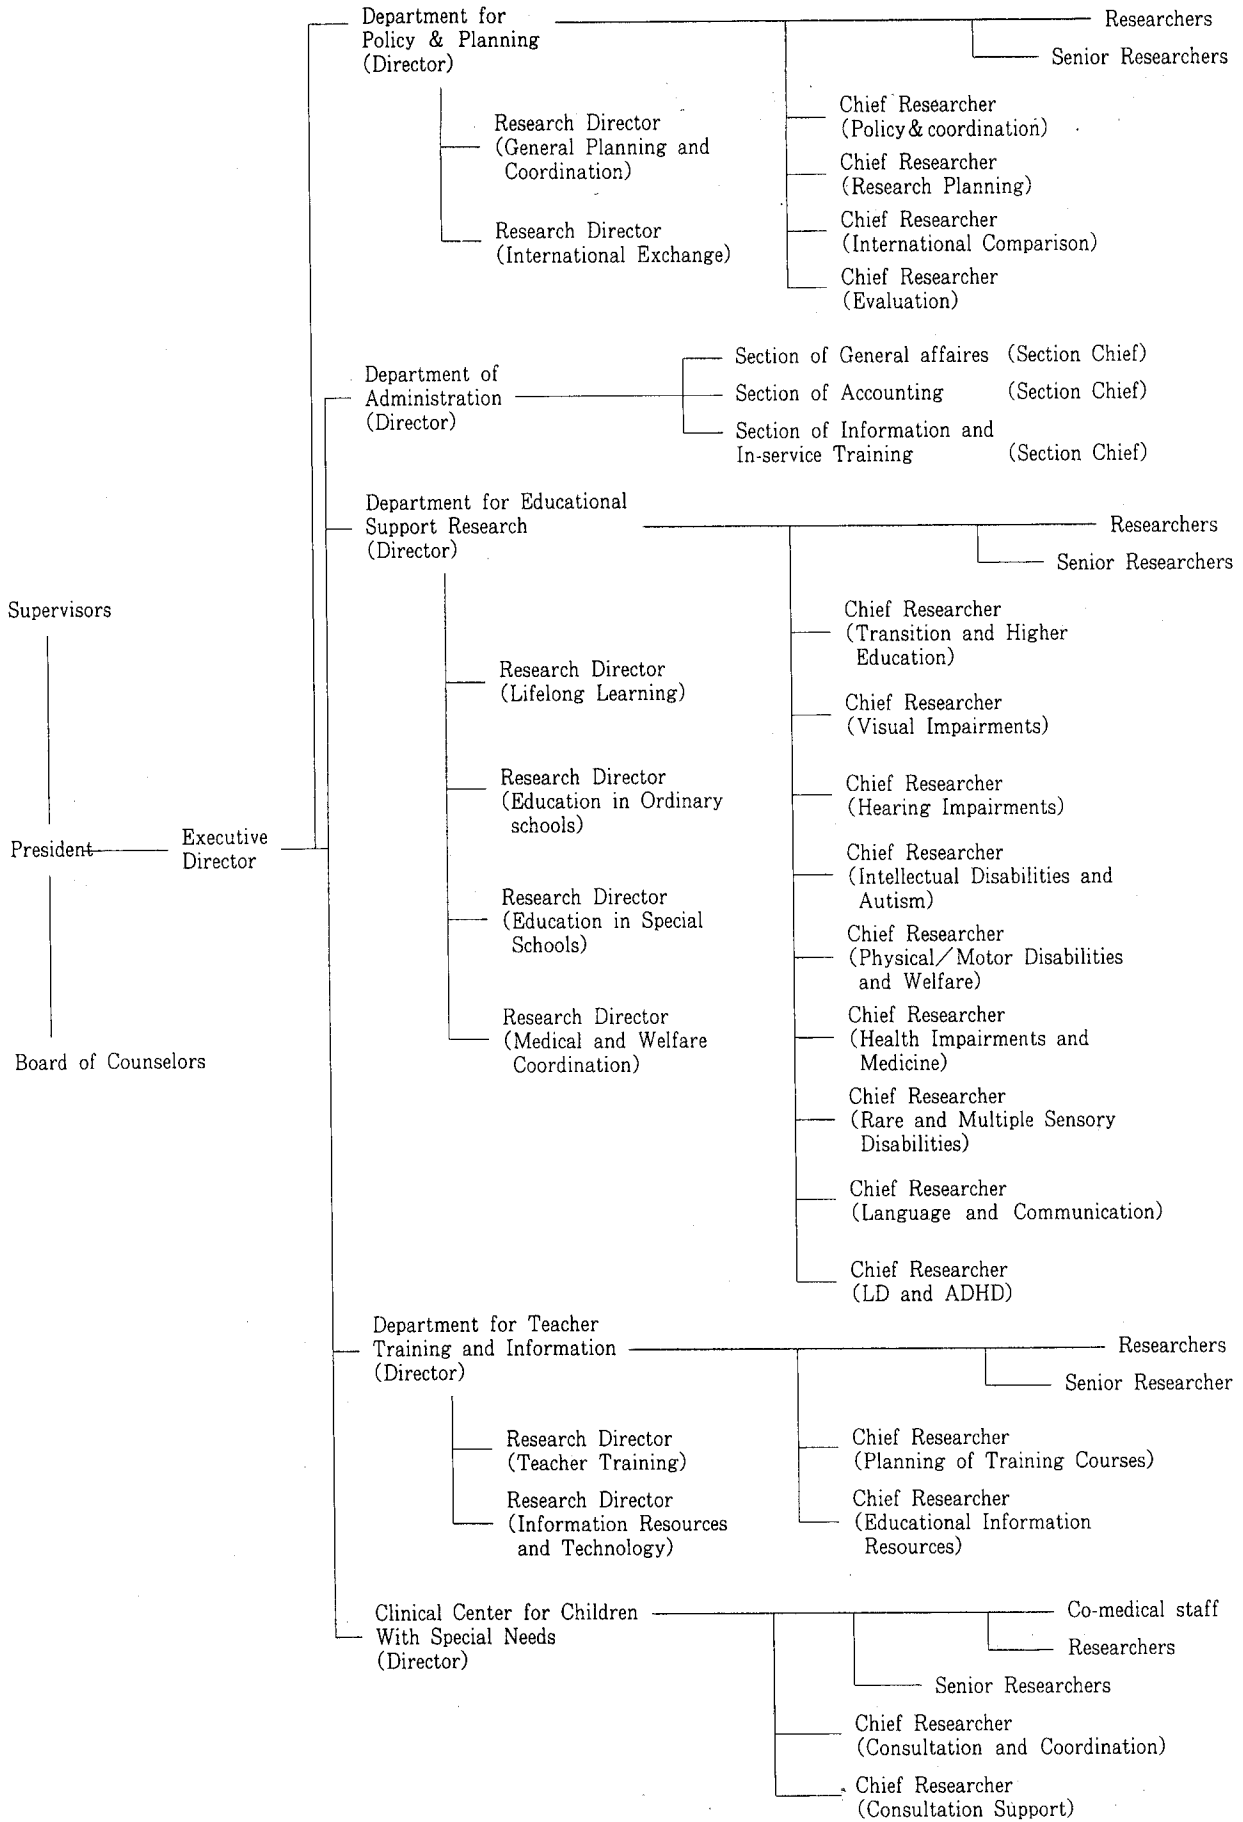 Department for
Policy & Planning
(Director)
Researchers
Senior Researchers
Research Director
(General Planning and
Coordination)
Research Director
(International Exchange)
Chief Researcher
(Policy & coordination)
Chief Researcher
(Research Planning)
Chief Researcher
(International Comparison)
Chief Researcher
(Evaluation)
Department of
Administration
(Director)
Section of General affaires (Section Chief)
Section of Accounting (Section Chief)
Section of Information and
In-service Training (Section Chief)
Department for Educational
Support Research
(Director)
Researchers
Senior Researchers
Supervisors
President
Executive
Director
Board of Counselors
Research Director
(Lifelong Learning)
Research Director
(Education in Ordinary
schools)
Research Director
(Education in Special
Schools)
Research Director
(Medical and Welfare
Coordination)
Chief Researcher
(Transition and Higher
Education)
Chief Researcher
(Visual Impairments)
Chief Researcher
(Hearing Impairments)
Chief Researcher
(Intellectual Disabilities and
Autism)
Chief Researcher
(Physical/Motor Disabilities
and Welfare)
Chief Researcher
(Health Impairments and
Medicine)
Chief Researcher
(Rare and Multiple Sensory
Disabilities)
Chief Researcher
(Language and Communication)
Chief Researcher
(LD and ADHD)
Department for Teacher
Training and Information
(Director)
Researchers
Senior Researcher
Research Director
(Teacher Training)
Research Director
(Information Resources
and Technology)
Chief Researcher
(Planning of Training Courses)
Chief Researcher
(Educational Information
Resources)
Clinical Center for Children
With Special Needs
(Director)
Co-medical staff
Researchers
Senior Researchers
Chief Researcher
(Consultation and Coordination)
Chief Researcher
(Consultation Support)